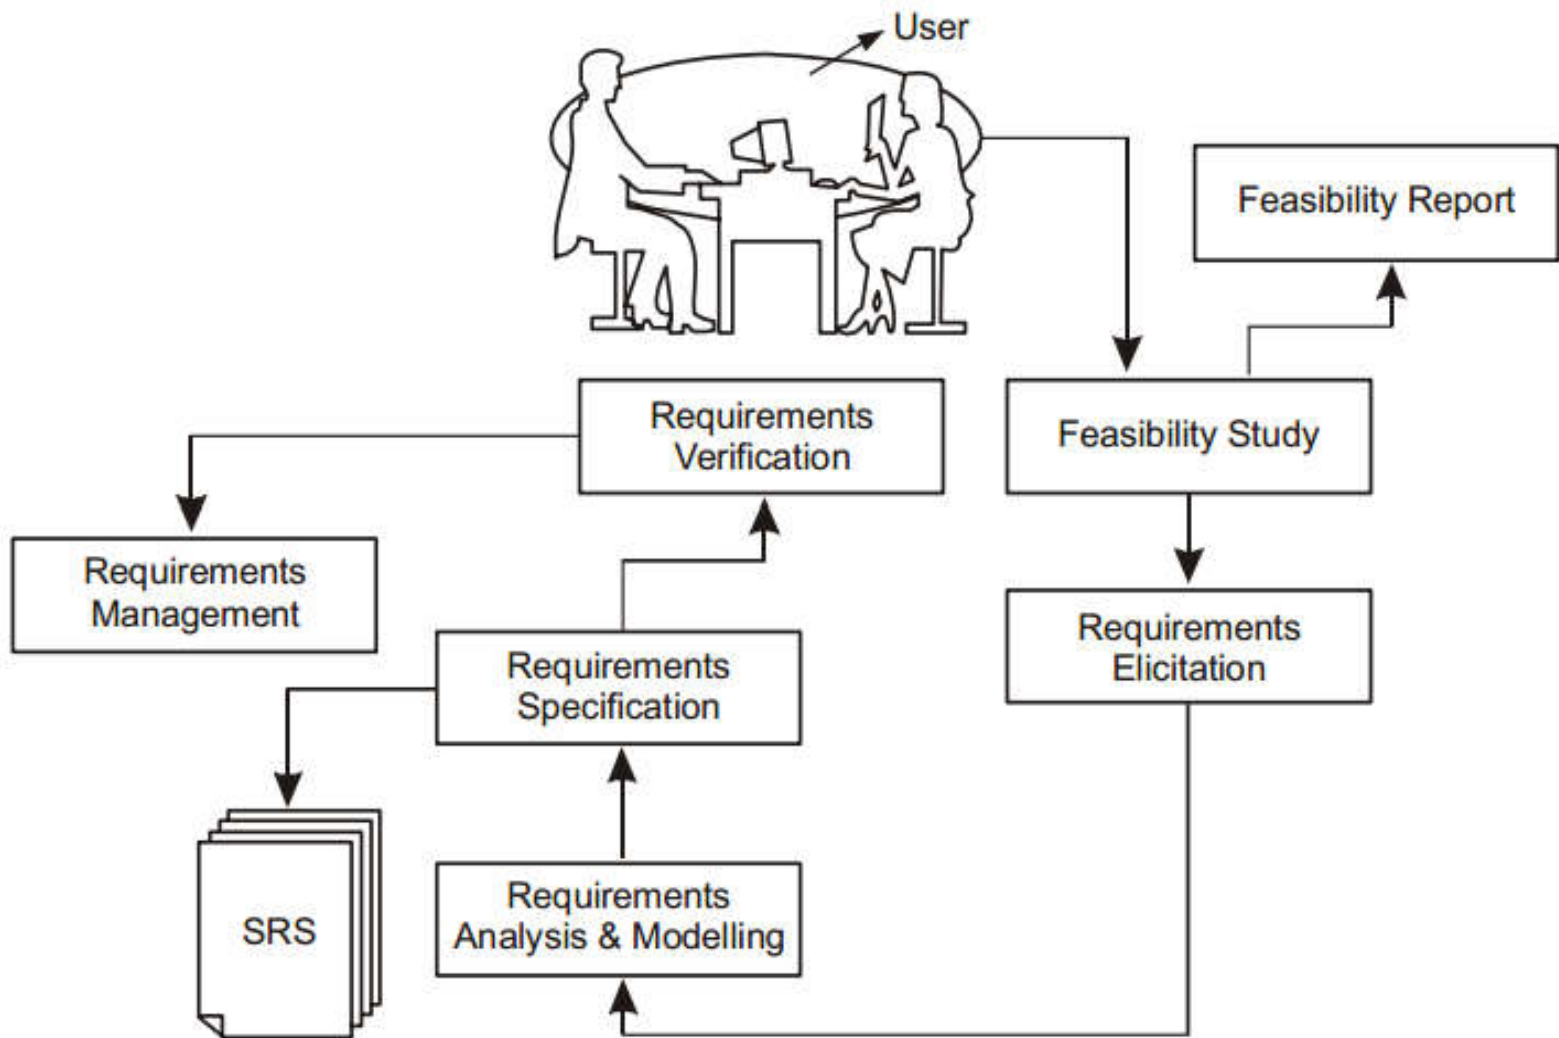 User
Feasibility Report
Requirements
Verification
Feasibility Study
Requirements
Management
Requirements
Elicitation
Requirements
Specification
SRS
Requirements
Analysis & Modelling